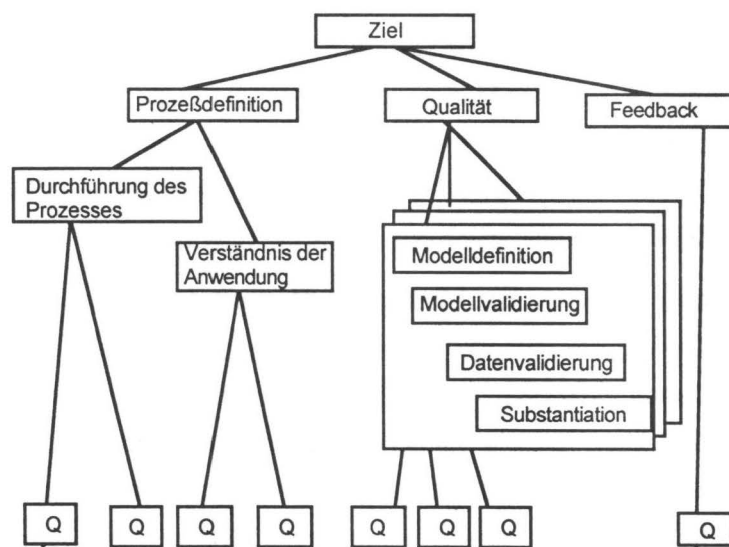 Ziel
Prozeßdefinition
Qualität
Feedback
Durchführung des
Prozesses
Verständnis der
Anwendung
Modelldefinition
Modellvalidierung
Datenvalidierung
Substantiation
Q
Q
Q
Q
Q
Q
Q
Q